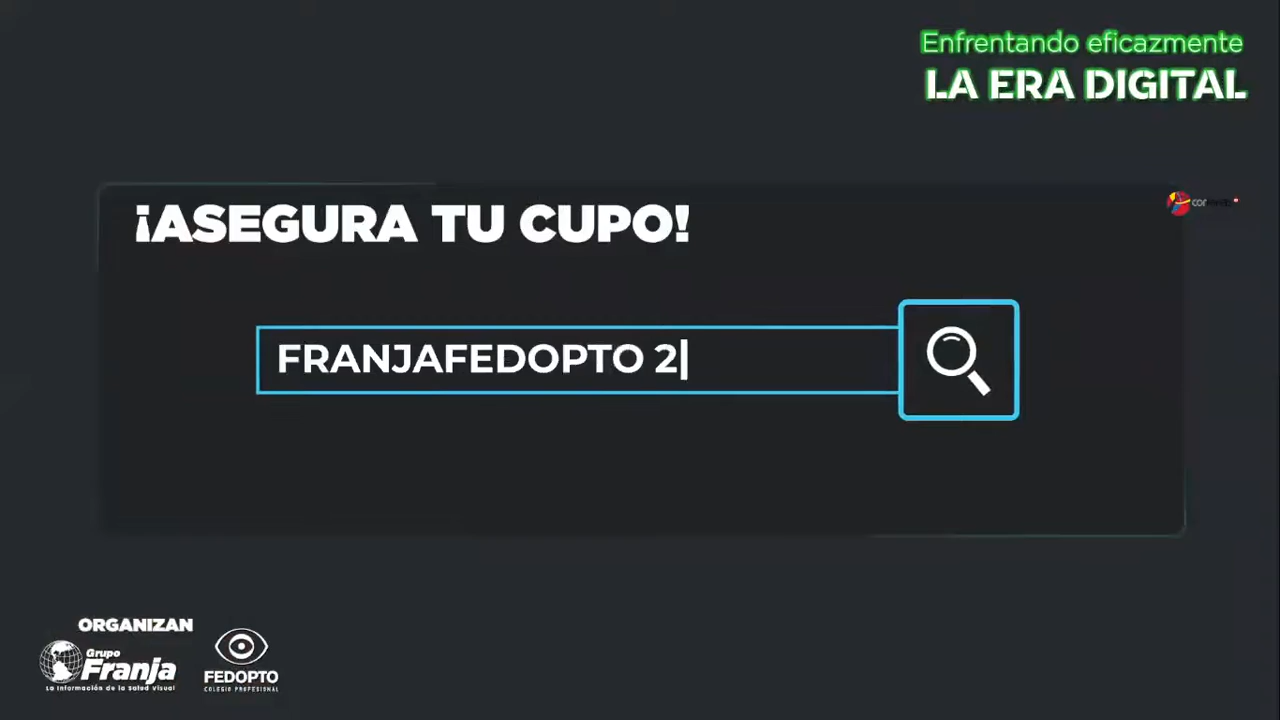 Enfrentando eficazmente
LA ERA DIGITAL
¡ASEGURA TU CUPO!
FRANJAFEDOPTO 2
ORGANIZAN
Grupo
Franja
La Información de la Salud Visual
FEDOPTO
COLEGIO PROFESIONAL